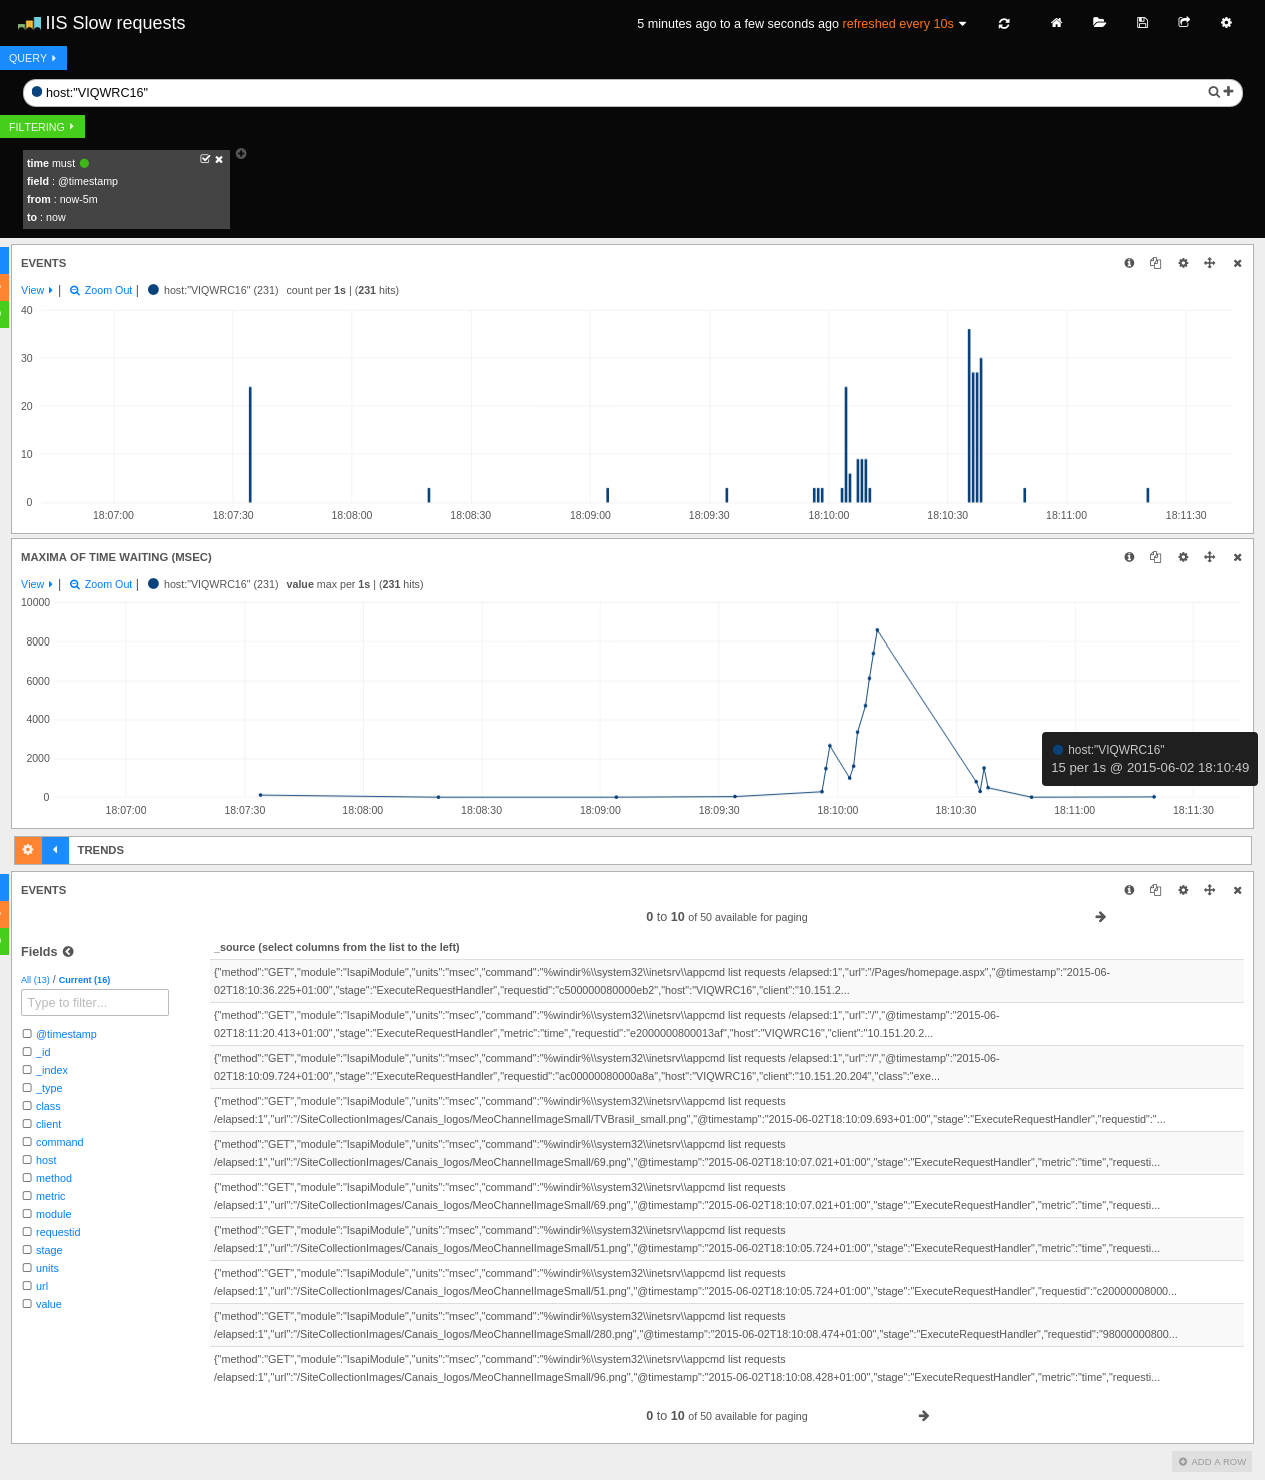 IIS Slow requests
5 minutes ago to a few seconds ago refreshed every 10s
QUERY
host:"VIQWRC16"
FILTERING
time must
field : @timestamp
from : now-5m
to : now
EVENTS
View | Zoom Out | host:"VIQWRC16" (231) count per 1s | (231 hits)
40
30
20
10
0
18:07:00 18:07:30 18:08:00 18:08:30 18:09:00 18:09:30 18:10:00 18:10:30 18:11:00 18:11:30
MAXIMA OF TIME WAITING (MSEC)
View | Zoom Out | host:"VIQWRC16" (231) value max per 1s | (231 hits)
10000
8000
6000
4000
2000
0
host:"VIQWRC16"
15 per 1s @ 2015-06-02 18:10:49
18:07:00 18:07:30 18:08:00 18:08:30 18:09:00 18:09:30 18:10:00 18:10:30 18:11:00 18:11:30
TRENDS
EVENTS
0 to 10 of 50 available for paging
Fields
All (13) / Current (16)
Type to filter...
@timestamp
_id
_index
_type
class
client
command
host
method
metric
module
requestid
stage
units
url
value
_source (select columns from the list to the left)
{"method":"GET","module":"IsapiModule","units":"msec","command":"%windir%\\system32\\inetsrv\\appcmd list requests /elapsed:1","url":"/Pages/homepage.aspx","@timestamp":"2015-06-
02T18:10:36.225+01:00","stage":"ExecuteRequestHandler","requestid":"c500000080000eb2","host":"VIQWRC16","client":"10.151.2...
{"method":"GET","module":"IsapiModule","units":"msec","command":"%windir%\\system32\\inetsrv\\appcmd list requests /elapsed:1","url":"/","@timestamp":"2015-06-
02T18:11:20.413+01:00","stage":"ExecuteRequestHandler","metric":"time","requestid":"e2000000800013af","host":"VIQWRC16","client":"10.151.20.2...
{"method":"GET","module":"IsapiModule","units":"msec","command":"%windir%\\system32\\inetsrv\\appcmd list requests /elapsed:1","url":"/","@timestamp":"2015-06-
02T18:10:09.724+01:00","stage":"ExecuteRequestHandler","requestid":"ac00000080000a8a","host":"VIQWRC16","client":"10.151.20.204","class":"exe...
{"method":"GET","module":"IsapiModule","units":"msec","command":"%windir%\\system32\\inetsrv\\appcmd list requests
/elapsed:1","url":"/SiteCollectionImages/Canais_logos/MeoChannelImageSmall/TVBrasil_small.png","@timestamp":"2015-06-02T18:10:09.693+01:00","stage":"ExecuteRequestHandler","requestid":"...
{"method":"GET","module":"IsapiModule","units":"msec","command":"%windir%\\system32\\inetsrv\\appcmd list requests
/elapsed:1","url":"/SiteCollectionImages/Canais_logos/MeoChannelImageSmall/69.png","@timestamp":"2015-06-02T18:10:07.021+01:00","stage":"ExecuteRequestHandler","metric":"time","requesti...
{"method":"GET","module":"IsapiModule","units":"msec","command":"%windir%\\system32\\inetsrv\\appcmd list requests
/elapsed:1","url":"/SiteCollectionImages/Canais_logos/MeoChannelImageSmall/69.png","@timestamp":"2015-06-02T18:10:07.021+01:00","stage":"ExecuteRequestHandler","metric":"time","requesti...
{"method":"GET","module":"IsapiModule","units":"msec","command":"%windir%\\system32\\inetsrv\\appcmd list requests
/elapsed:1","url":"/SiteCollectionImages/Canais_logos/MeoChannelImageSmall/51.png","@timestamp":"2015-06-02T18:10:05.724+01:00","stage":"ExecuteRequestHandler","metric":"time","requesti...
{"method":"GET","module":"IsapiModule","units":"msec","command":"%windir%\\system32\\inetsrv\\appcmd list requests
/elapsed:1","url":"/SiteCollectionImages/Canais_logos/MeoChannelImageSmall/51.png","@timestamp":"2015-06-02T18:10:05.724+01:00","stage":"ExecuteRequestHandler","requestid":"c20000008000...
{"method":"GET","module":"IsapiModule","units":"msec","command":"%windir%\\system32\\inetsrv\\appcmd list requests
/elapsed:1","url":"/SiteCollectionImages/Canais_logos/MeoChannelImageSmall/280.png","@timestamp":"2015-06-02T18:10:08.474+01:00","stage":"ExecuteRequestHandler","requestid":"98000000800...
{"method":"GET","module":"IsapiModule","units":"msec","command":"%windir%\\system32\\inetsrv\\appcmd list requests
/elapsed:1","url":"/SiteCollectionImages/Canais_logos/MeoChannelImageSmall/96.png","@timestamp":"2015-06-02T18:10:08.428+01:00","stage":"ExecuteRequestHandler","metric":"time","requesti...
0 to 10 of 50 available for paging
ADD A ROW